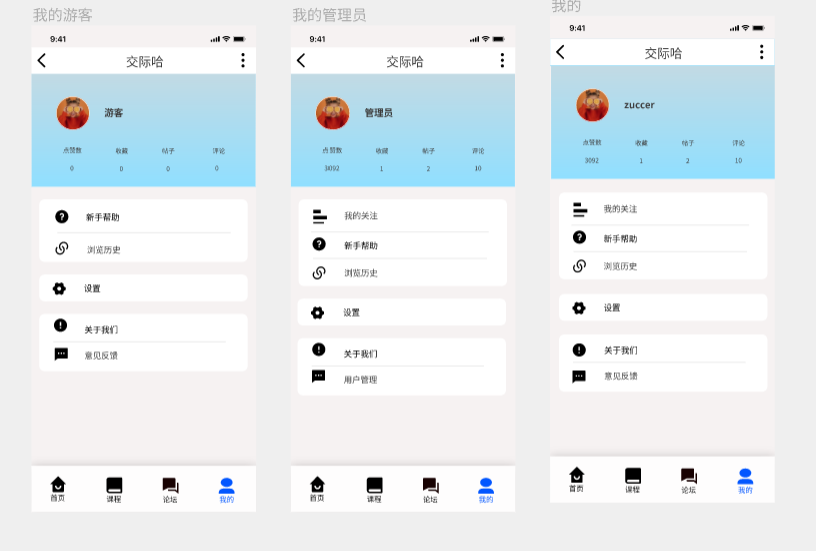 我的游客
9:41
交际哈
游客
点赞数 收藏 帖子 评论
0 0 0 0
新手帮助
浏览历史
设置
关于我们
意见反馈
首页 课程 论坛 我的
我的管理员
9:41
交际哈
管理员
点赞数 收藏 帖子 评论
3092 1 2 10
我的关注
新手帮助
浏览历史
设置
关于我们
用户管理
首页 课程 论坛 我的
我的
9:41
交际哈
zuccer
点赞数 收藏 帖子 评论
3092 1 2 10
我的关注
新手帮助
浏览历史
设置
关于我们
意见反馈
首页 课程 论坛 我的